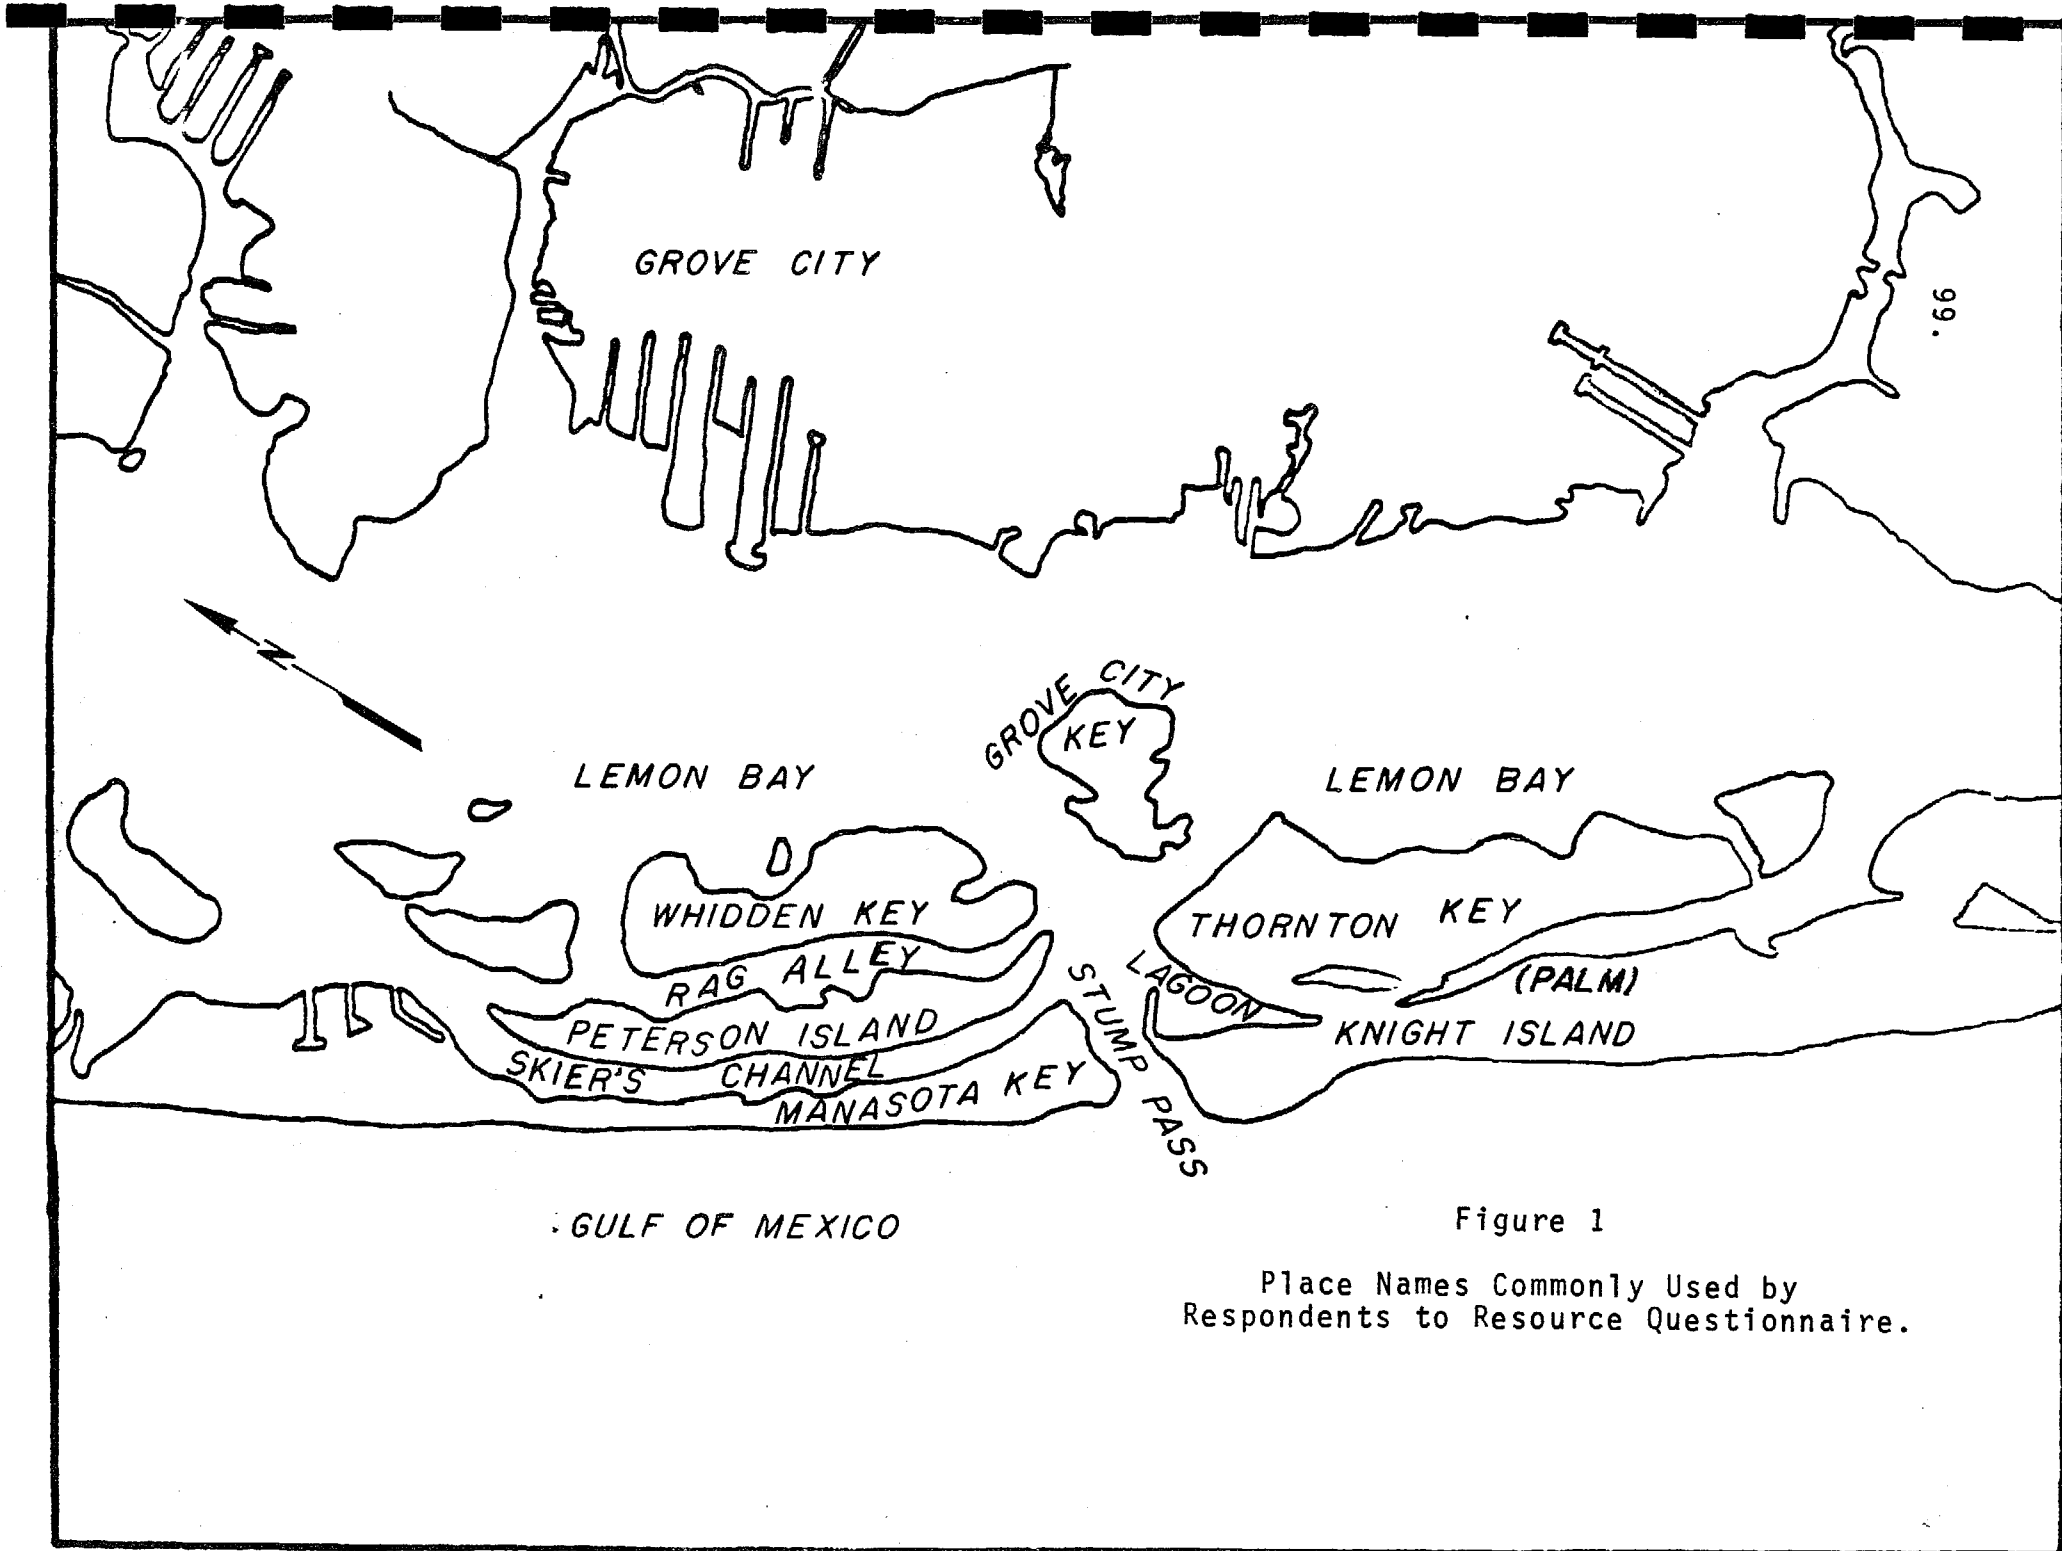 GROVE CITY
99.
N
GROVE CITY
KEY
LEMON BAY
LEMON BAY
WHIDDEN KEY
THORNTON KEY
RAG ALLEY
LAGOON
(PALM)
PETERSON ISLAND
KNIGHT ISLAND
STUMP PASS
SKIER'S CHANNEL
MANASOTA KEY
GULF OF MEXICO
Figure 1
Place Names Commonly Used by
Respondents to Resource Questionnaire.